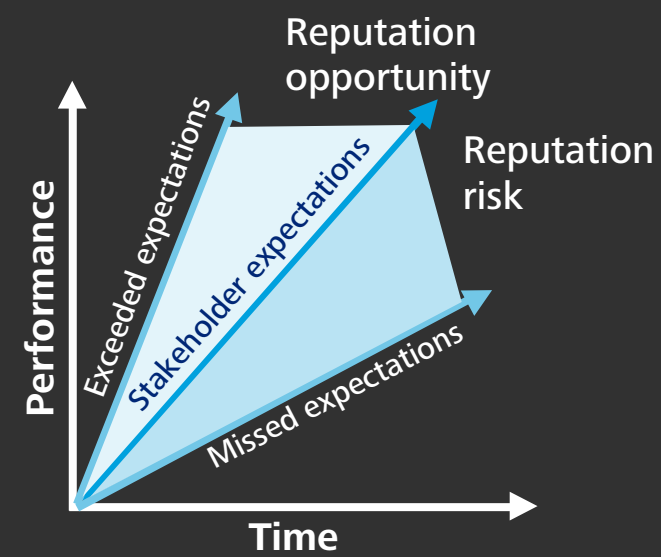 Reputation
opportunity
Reputation
risk
Exceeded expectations
Stakeholder expectations
Missed expectations
Performance
Time